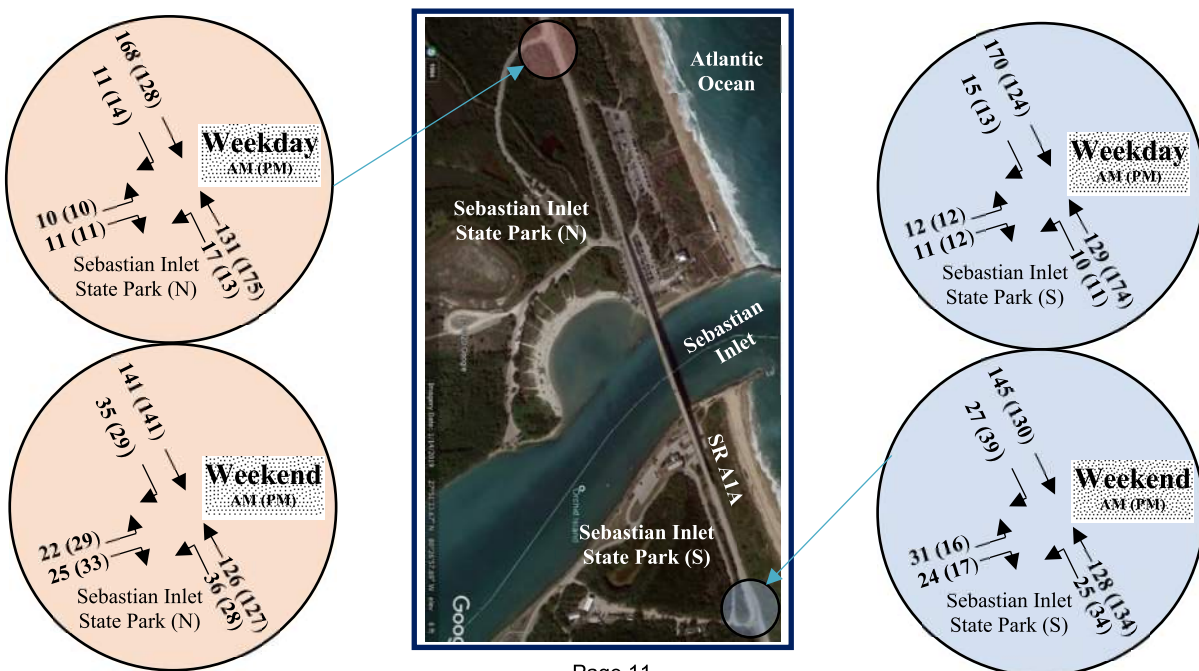 168 (128)
11 (14)
Weekday
AM (PM)
10 (10)
11 (11)
131 (175)
17 (13)
Sebastian Inlet
State Park (N)
141 (141)
35 (29)
Weekend
AM (PM)
22 (29)
25 (33)
126 (127)
36 (28)
Sebastian Inlet
State Park (N)
Atlantic
Ocean
Sebastian Inlet
State Park (N)
Sebastian
Inlet
SR A1A
Sebastian Inlet
State Park (S)
Goog
170 (124)
15 (13)
Weekday
AM (PM)
12 (12)
11 (12)
129 (174)
10 (11)
Sebastian Inlet
State Park (S)
145 (130)
27 (39)
Weekend
AM (PM)
31 (16)
24 (17)
128 (134)
25 (34)
Sebastian Inlet
State Park (S)
Page 11